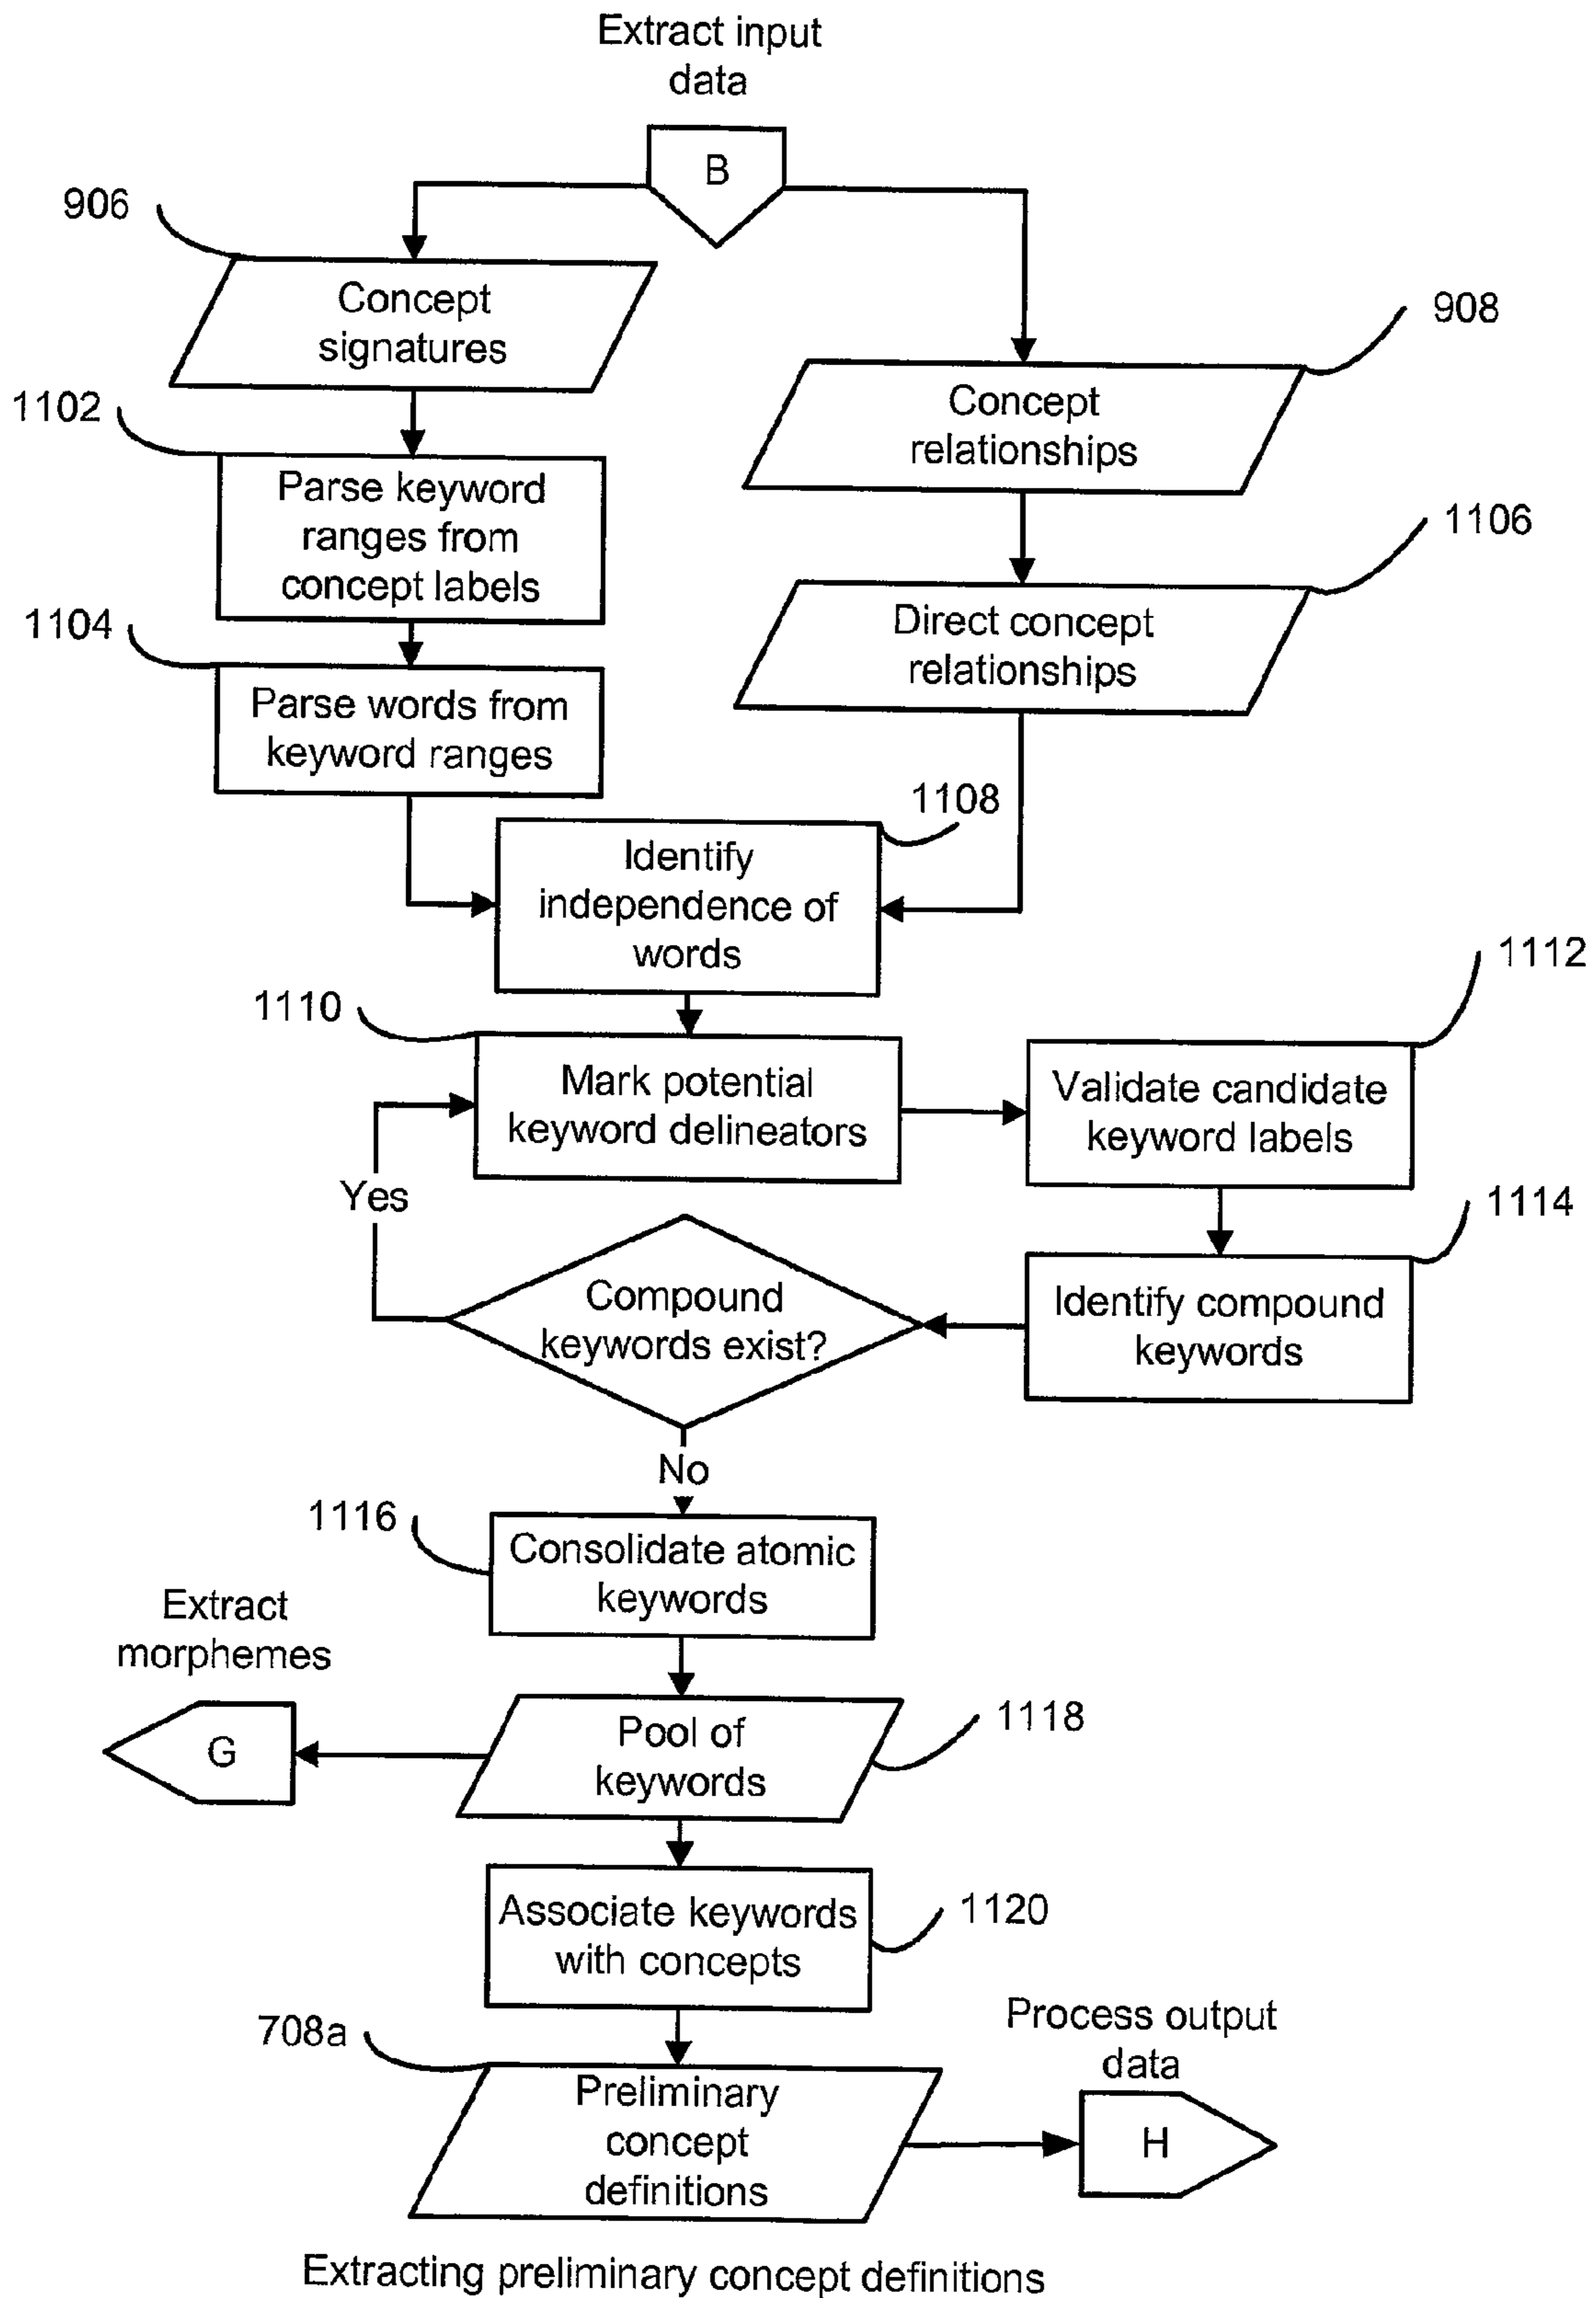 Extract input
data
B
906
Concept
signatures
908
Concept
relationships
1102
Parse keyword
ranges from
concept labels
1106
Direct concept
relationships
1104
Parse words from
keyword ranges
1108
Identify
independence of
words
1110
Mark potential
keyword delineators
1112
Validate candidate
keyword labels
Yes
1114
Identify compound
keywords
Compound
keywords exist?
No
1116
Consolidate atomic
keywords
Extract
morphemes
G
Pool of
keywords
1118
Associate keywords
with concepts
1120
708a
Preliminary
concept
definitions
Process output
data
H
Extracting preliminary concept definitions